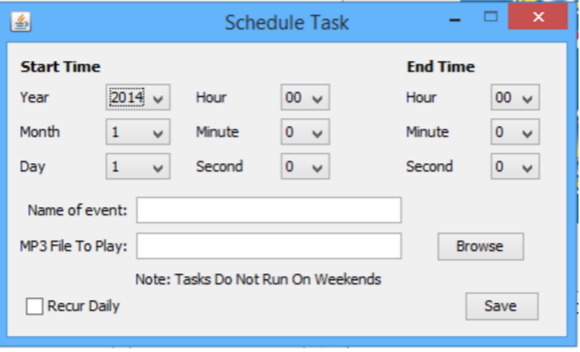 Schedule Task
Start Time End Time
Year 2014 Hour 00 Hour 00
Month 1 Minute 0 Minute 0
Day 1 Second 0 Second 0
Name of event:
MP3 File To Play: Browse
Note: Tasks Do Not Run On Weekends
Recur Daily Save